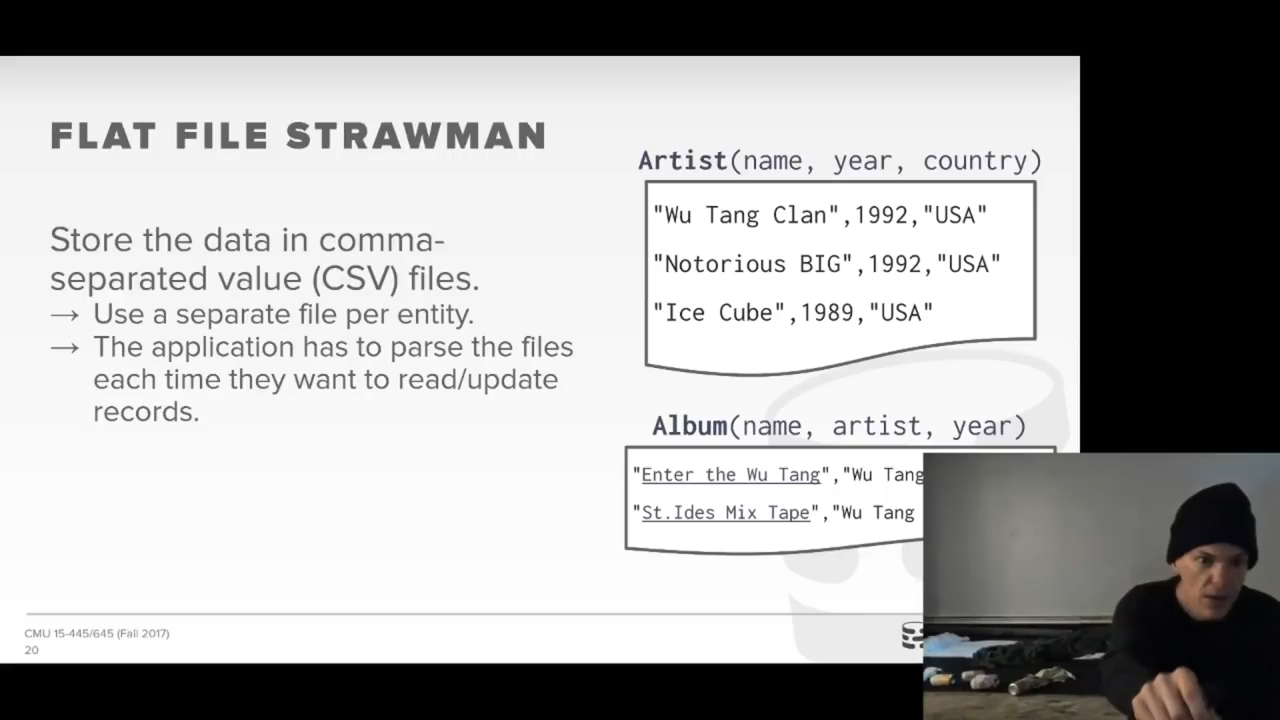 FLAT FILE STRAWMAN
Store the data in comma-
separated value (CSV) files.
→ Use a separate file per entity.
→ The application has to parse the files
each time they want to read/update
records.
Artist(name, year, country)
"Wu Tang Clan",1992,"USA"
"Notorious BIG",1992,"USA"
"Ice Cube",1989,"USA"
Album(name, artist, year)
"Enter the Wu Tang","Wu Tang
"St.Ides Mix Tape","Wu Tang
CMU 15-445/645 (Fall 2017)
20